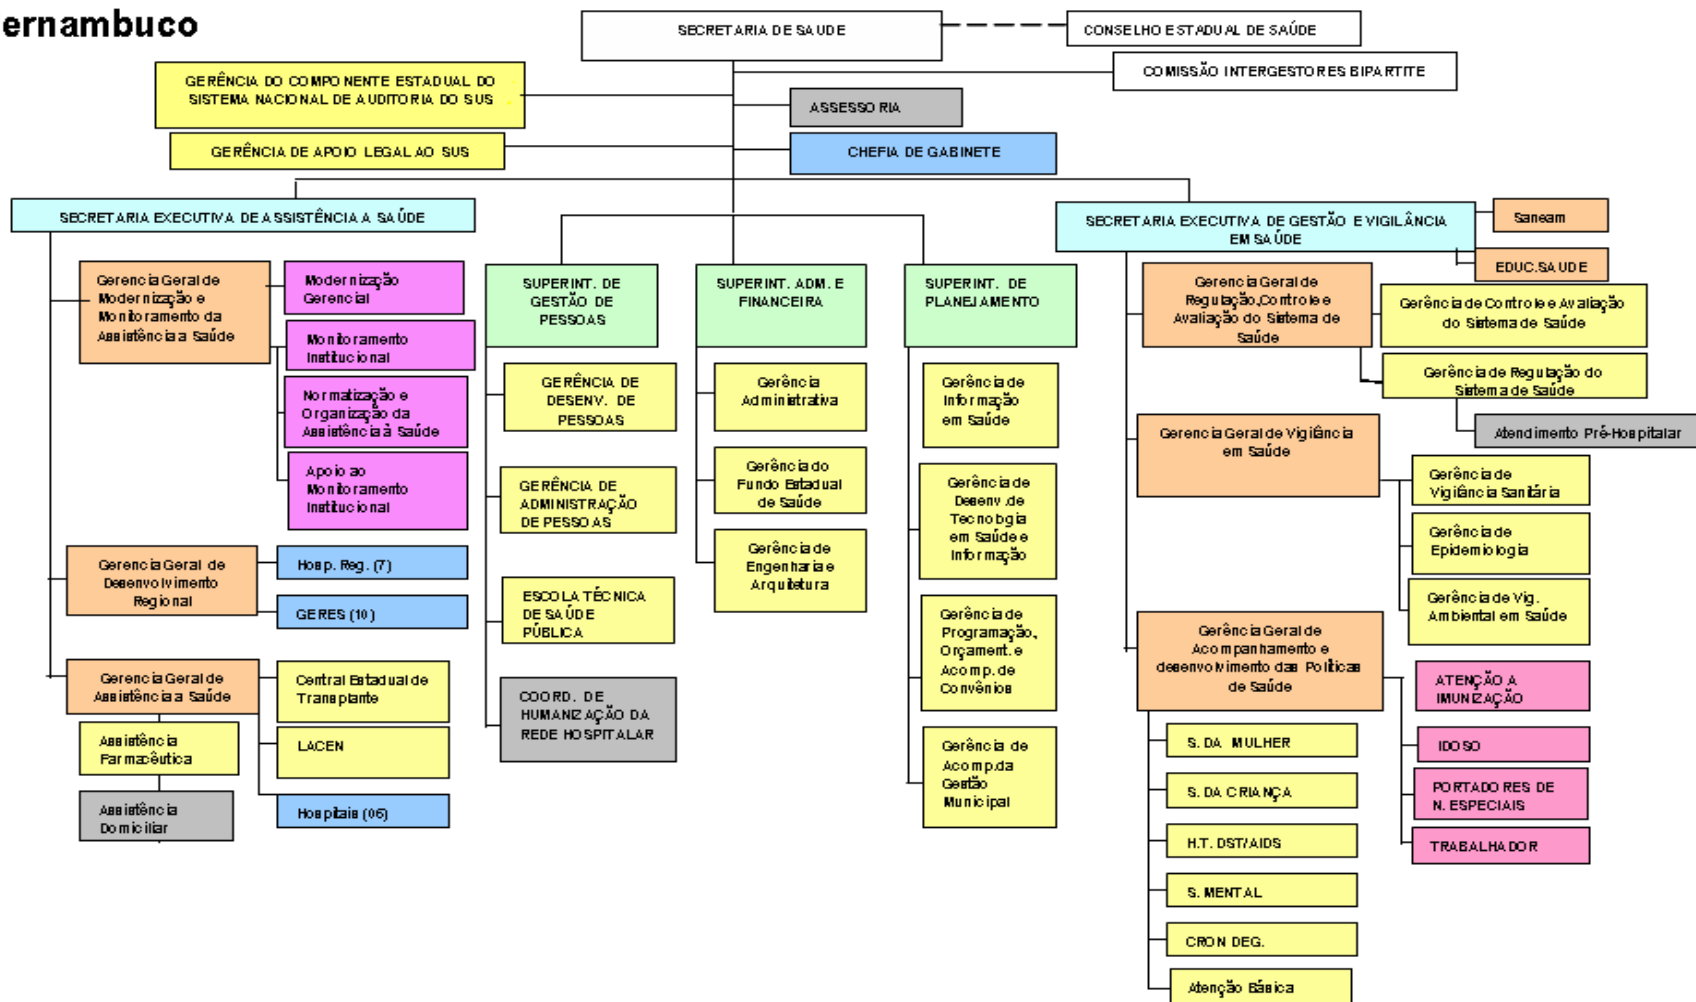 ernambuco
SECRETARIA DE SAUDE
CONSELHO ESTADUAL DE SAÚDE
COMISSÃO INTERGESTORES BIPARTITE
GERÊNCIA DO COMPONENTE ESTADUAL DO
SISTEMA NACIONAL DE AUDITORIA DO SUS
ASSESSORIA
GERÊNCIA DE APOIO LEGAL AO SUS
CHEFIA DE GABINETE
SECRETARIA EXECUTIVA DE ASSISTÊNCIA A SAÚDE
SECRETARIA EXECUTIVA DE GESTÃO E VIGILÂNCIA
EM SAÚDE
Saneam
EDUC.SAUDE
Gerencia Geral de
Modernização e
Monitoramento da
Assistência a Saúde
Modernização
Gerencial
Monitoramento
Institucional
Normatização e
Organização da
Assistência à Saúde
Apoio ao
Monitoramento
Institucional
Gerencia Geral de
Desenvolvimento
Regional
Hosp. Reg. (7)
GERES (10)
Gerencia Geral de
Assistência a Saúde
Central Estadual de
Transplante
LACEN
Hospitais (06)
Assistência
Farmacêutica
Assistência
Domiciliar
SUPERINT. DE
GESTÃO DE
PESSOAS
GERÊNCIA DE
DESENV. DE
PESSOAS
GERÊNCIA DE
ADMINISTRAÇÃO
DE PESSOAS
ESCOLA TÉCNICA
DE SAÚDE
PÚBLICA
COORD. DE
HUMANIZAÇÃO DA
REDE HOSPITALAR
SUPERINT. ADM. E
FINANCEIRA
Gerência
Administrativa
Gerência do
Fundo Estadual
de Saúde
Gerência de
Engenharia e
Arquitetura
SUPERINT. DE
PLANEJAMENTO
Gerência de
Informação
em Saúde
Gerência de
Desenv.de
Tecnologia
em Saúde e
Informação
Gerência de
Programação,
Orçament. e
Acomp. de
Convênios
Gerência de
Acomp.da
Gestão
Municipal
Gerencia Geral de
Regulação,Controle e
Avaliação do Sistema de
Saúde
Gerência de Controle e Avaliação
do Sistema de Saúde
Gerência de Regulação do
Sistema de Saúde
Atendimento Pré-Hospitalar
Gerencia Geral de Vigilância
em Saúde
Gerência de
Vigilância Sanitária
Gerência de
Epidemiologia
Gerência de Vig.
Ambiental em Saúde
Gerência Geral de
Acompanhamento e
desenvolvimento das Políticas
de Saúde
ATENÇÃO A
IMUNIZAÇÃO
IDOSO
PORTADORES DE
N. ESPECIAIS
TRABALHADOR
S. DA MULHER
S. DA CRIANÇA
H.T. DST/AIDS
S. MENTAL
CRON DEG.
Atenção Básica